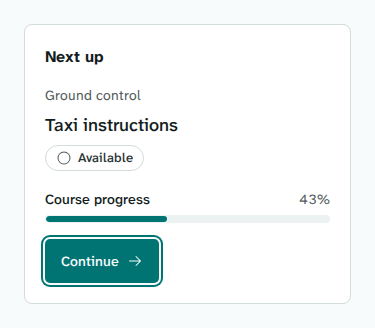 Next up
Ground control
Taxi instructions
Available
Course progress 43%
Continue